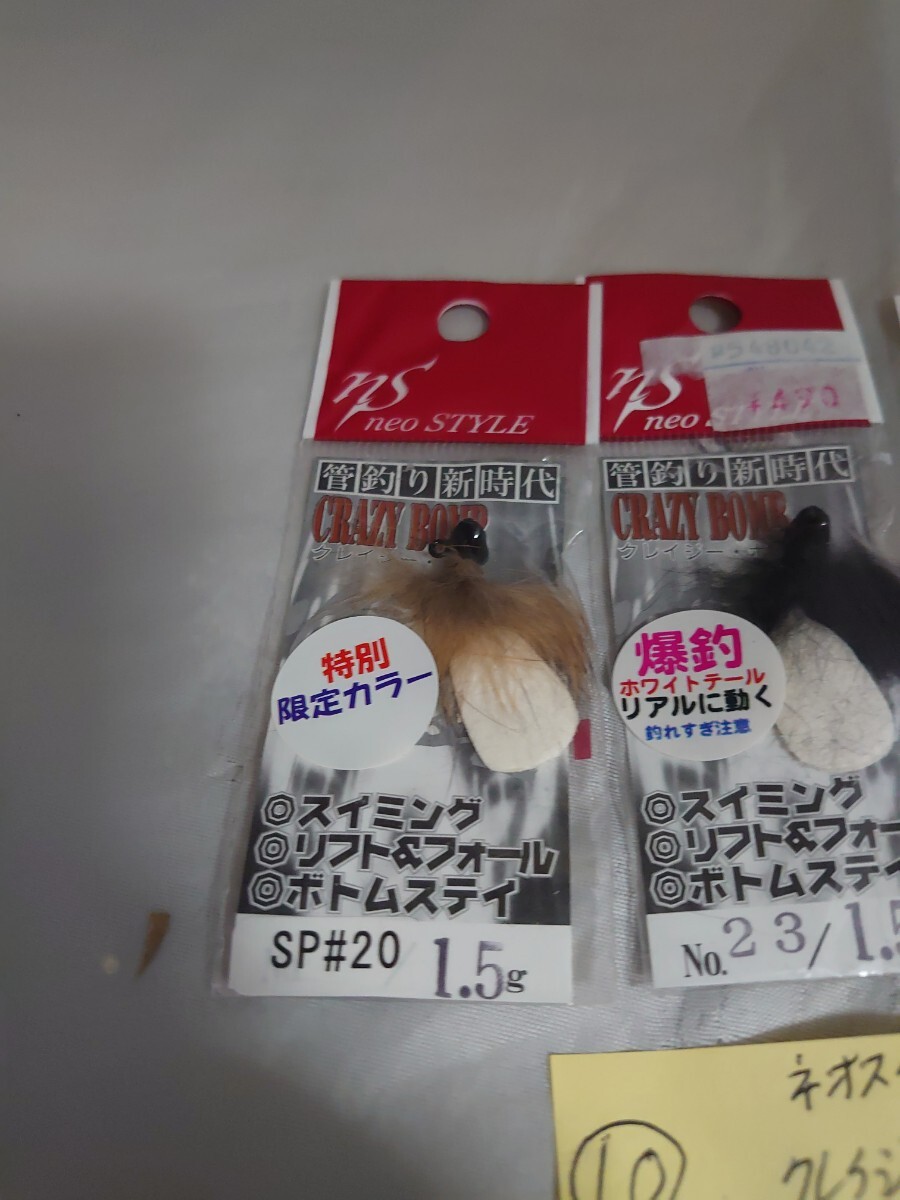 ns
neo STYLE
管釣り新時代
CRAZY BOMB
クレイジー・
特別
限定カラー
◎スイミング
◎リフト&フォール
◎ボトムステイ
SP#20 1.5g
ns
neo
¥490
管釣り新時代
CRAZY BOMB
クレイジー・
爆釣
ホワイトテール
リアルに動く
釣れすぎ注意
◎スイミング
◎リフト&フォー
◎ボトムステ
No.23/1.5
ネオス
10
クレイジ